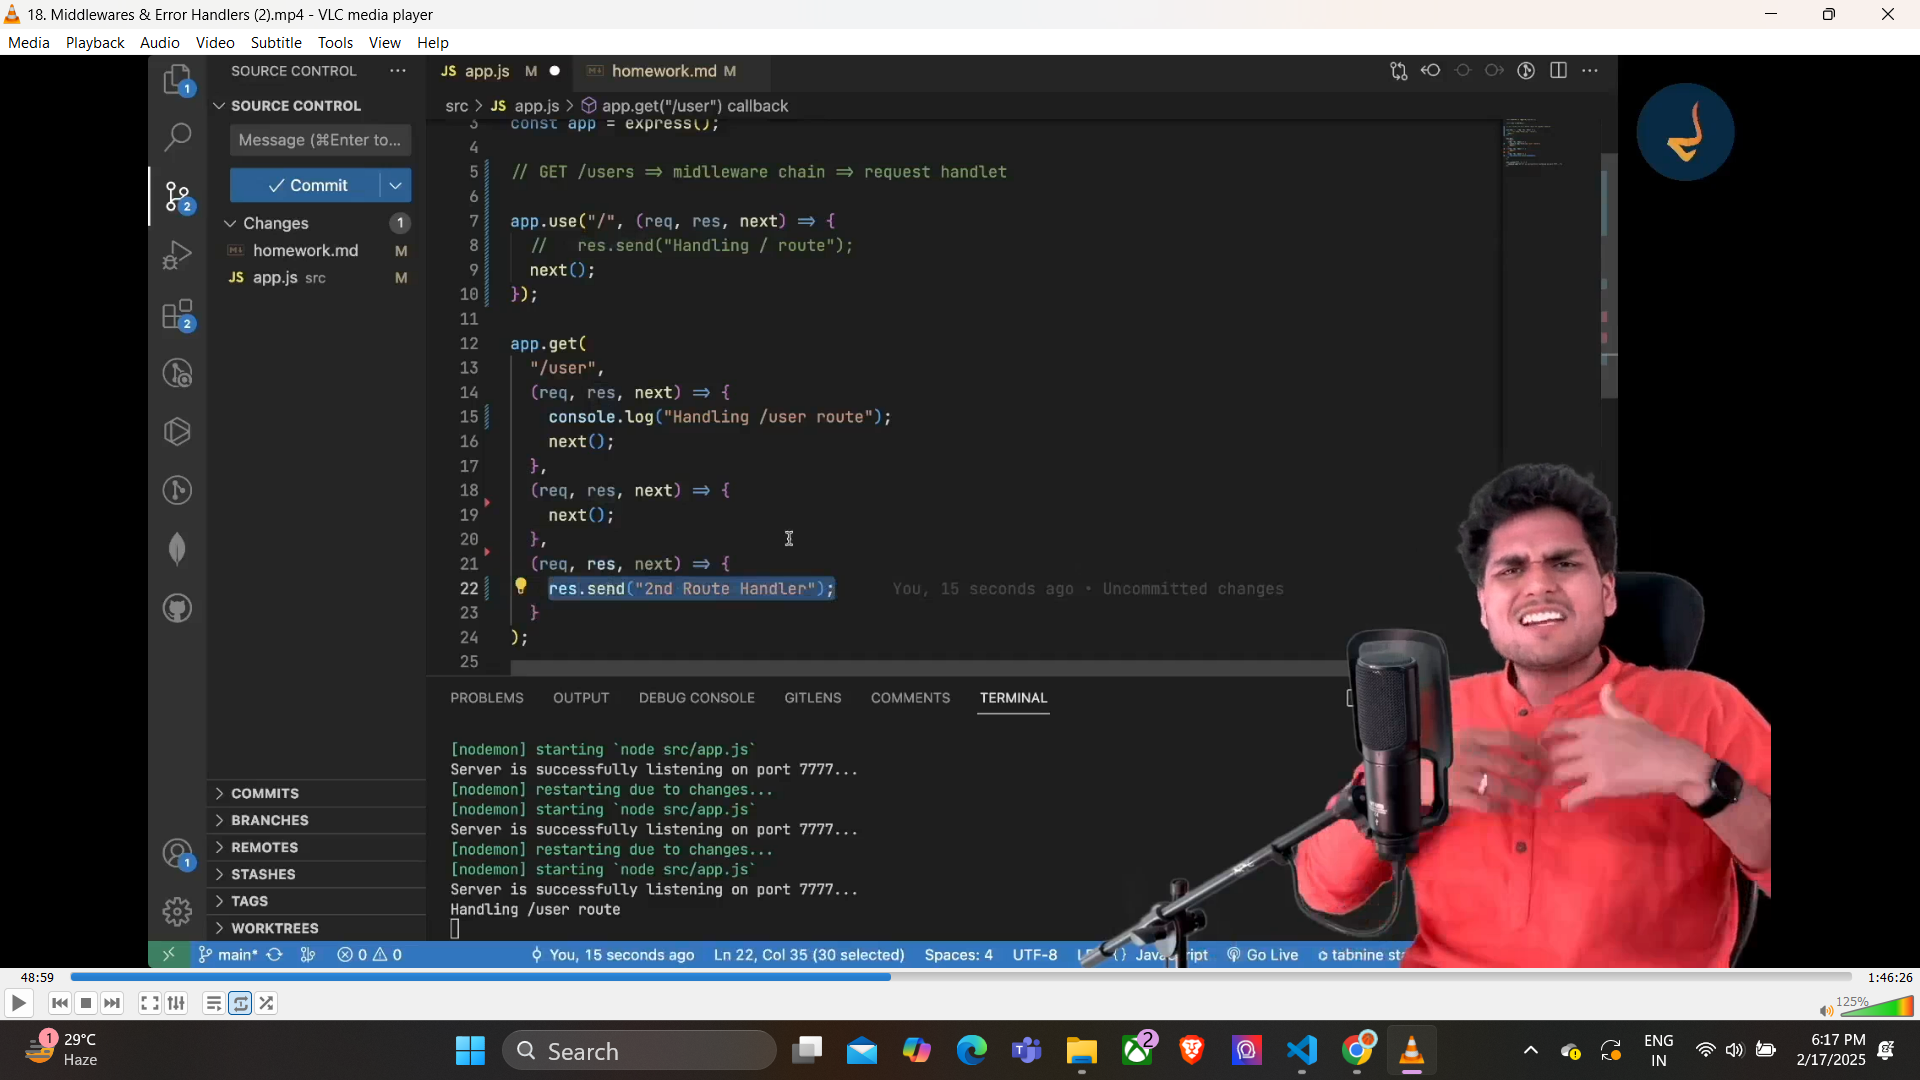 18. Middlewares & Error Handlers (2).mp4 - VLC media player
Media Playback Audio Video Subtitle Tools View Help
SOURCE CONTROL ···
JS app.js M ●
homework.md M
1
SOURCE CONTROL
src > JS app.js > app.get("/user") callback
Message (⌘Enter to...
Commit
2
Changes 1
homework.md M
JS app.js src M
2
3 const app = express();
4
5 // GET /users => midlleware chain => request handlet
6
7 app.use("/", (req, res, next) => {
8 // res.send("Handling / route");
9 next();
10 });
11
12 app.get(
13 "/user",
14 (req, res, next) => {
15 console.log("Handling /user route");
16 next();
17 },
18 (req, res, next) => {
19 next();
20 },
21 (req, res, next) => {
22 res.send("2nd Route Handler"); You, 15 seconds ago • Uncommitted changes
23 }
24 );
25
PROBLEMS OUTPUT DEBUG CONSOLE GITLENS COMMENTS TERMINAL
[nodemon] starting `node src/app.js`
Server is successfully listening on port 7777...
[nodemon] restarting due to changes...
[nodemon] starting `node src/app.js`
Server is successfully listening on port 7777...
[nodemon] restarting due to changes...
[nodemon] starting `node src/app.js`
Server is successfully listening on port 7777...
Handling /user route
COMMITS
BRANCHES
REMOTES
STASHES
TAGS
WORKTREES
1
main* 0 0 You, 15 seconds ago Ln 22, Col 35 (30 selected) Spaces: 4 UTF-8 Go Live tabnine
48:59 1:46:26
125%
1 29°C
Haze
Search
2
ENG
IN
6:17 PM
2/17/2025